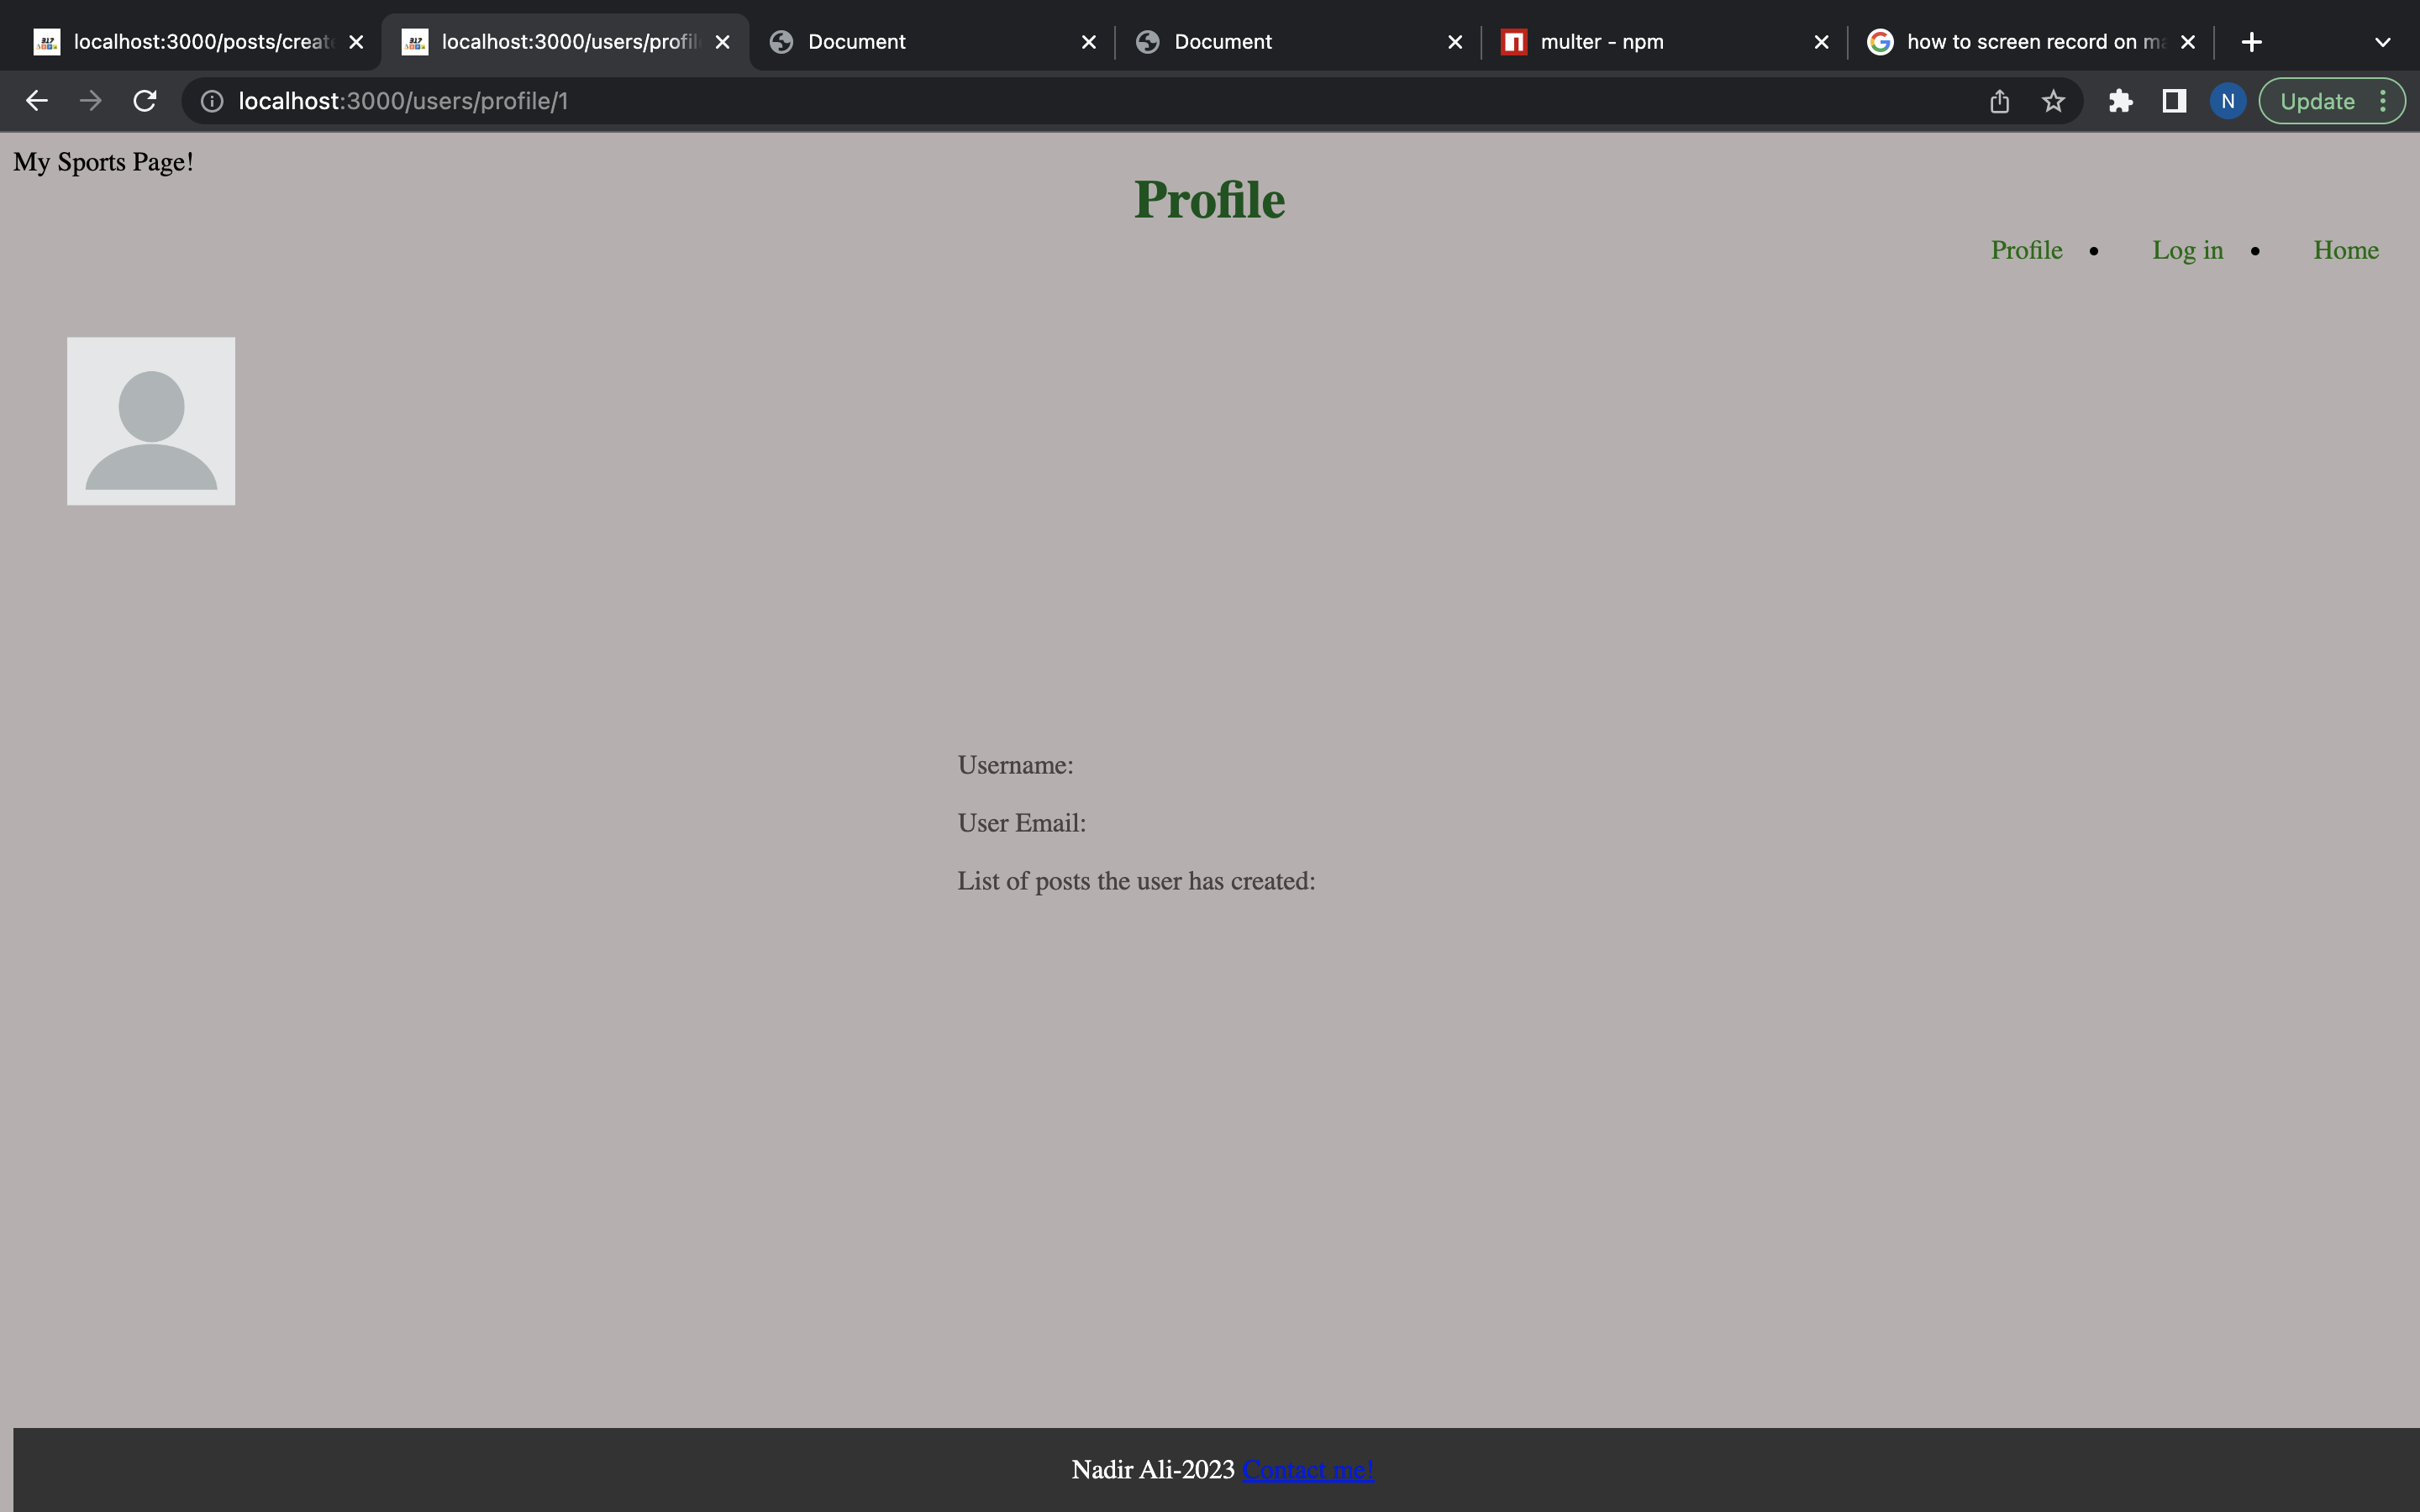 localhost:3000/posts/creat
localhost:3000/users/profil
Document
Document
multer - npm
how to screen record on ma
localhost:3000/users/profile/1
N
Update
My Sports Page!
Profile
Profile • Log in • Home
Username:
User Email:
List of posts the user has created:
Nadir Ali-2023 Contact me!